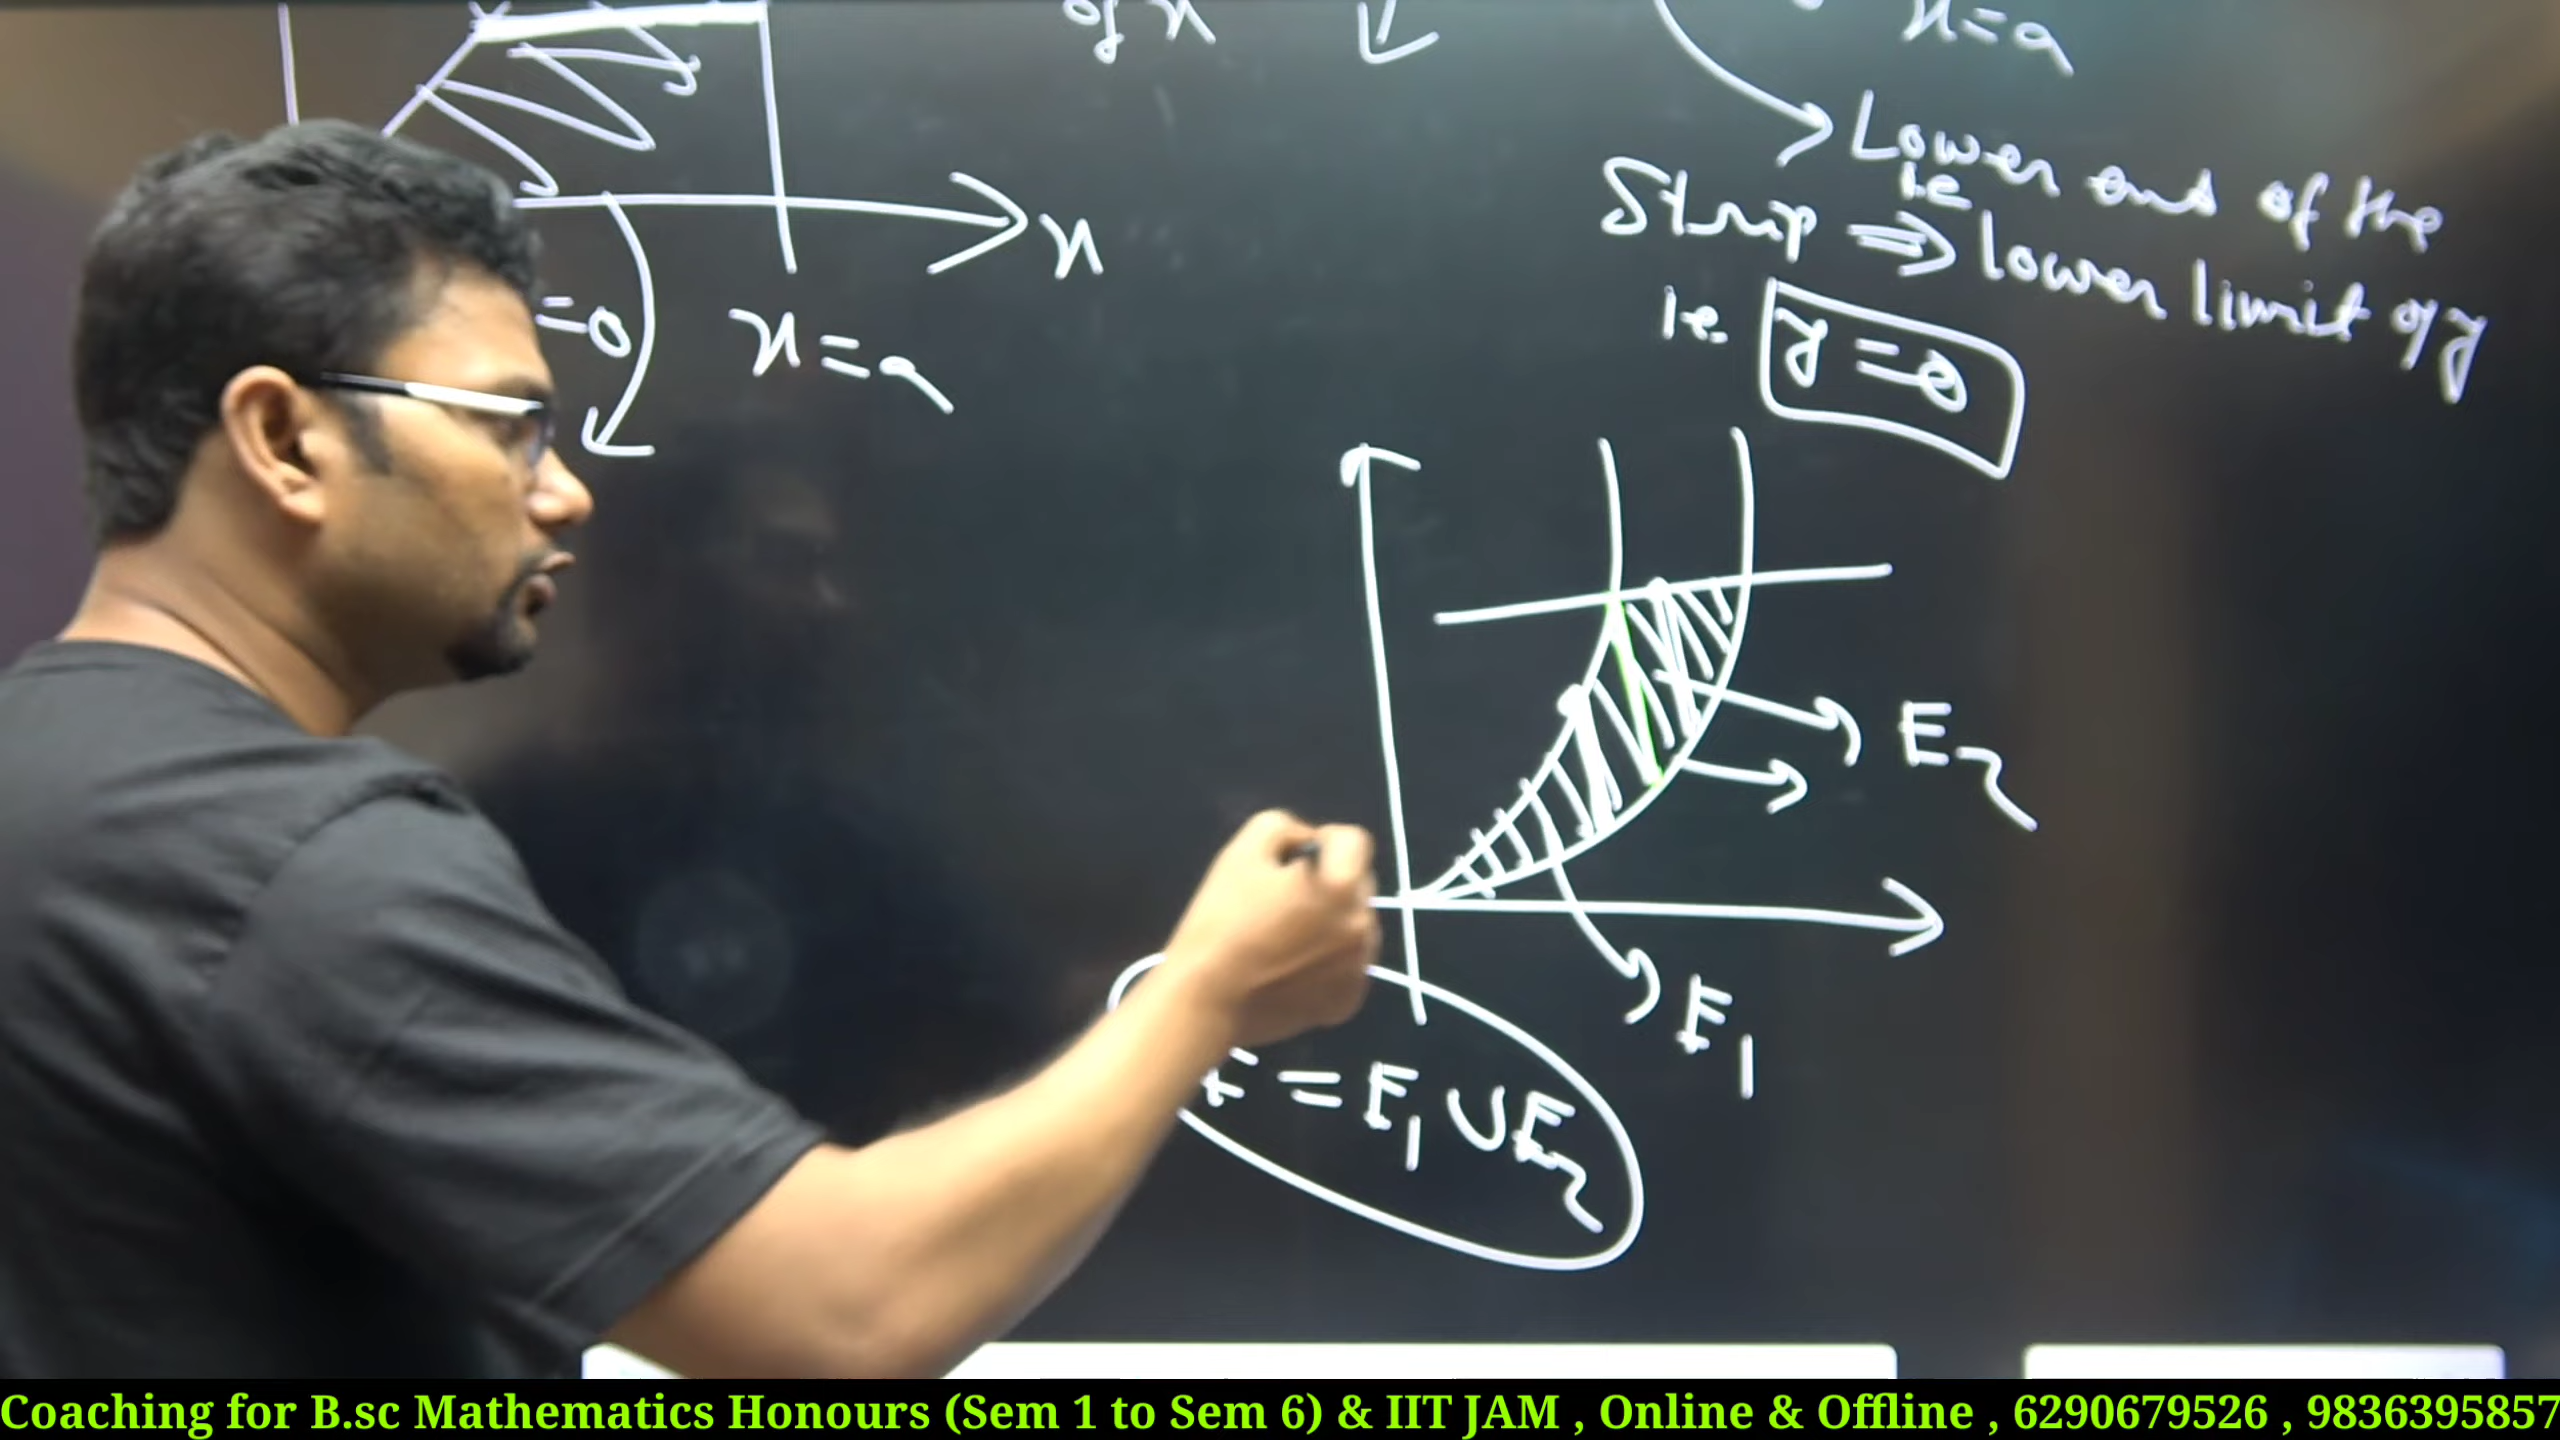 of x
x=a
Lower end of the
i.e
Strip ⇒ lower limit of y
i.e. y=0
x
=0
x=a
E2
E1
E = E1 ∪ E2
Coaching for B.sc Mathematics Honours (Sem 1 to Sem 6) & IIT JAM , Online & Offline , 6290679526 , 9836395857